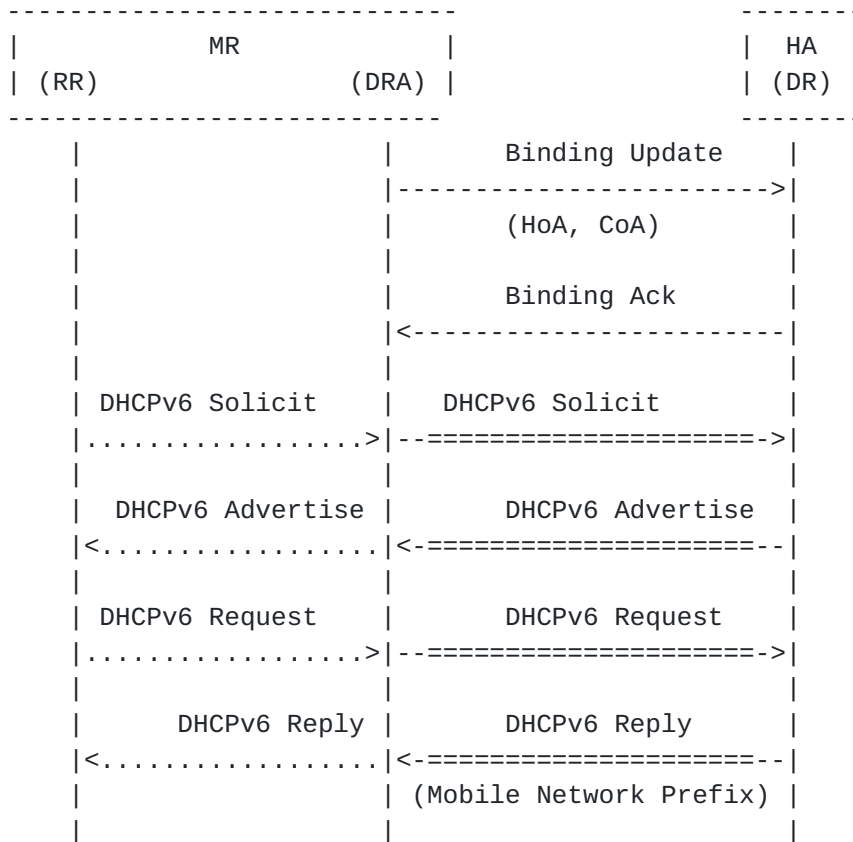 MR HA
(RR) (DRA) (DR)
Binding Update
(HoA, CoA)
Binding Ack
DHCPv6 Solicit DHCPv6 Solicit
DHCPv6 Advertise DHCPv6 Advertise
DHCPv6 Request DHCPv6 Request
DHCPv6 Reply DHCPv6 Reply
(Mobile Network Prefix)